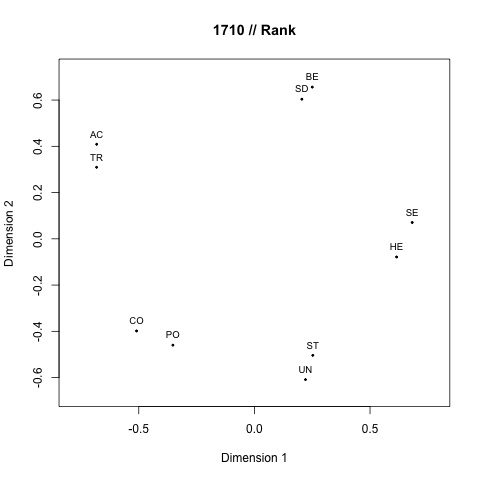 1710 // Rank
BE
SD
0.6
AC
0.4
TR
0.2
SE
0.0
HE
-0.2
CO
-0.4
PO
ST
UN
-0.6
Dimension 2
-0.5
0.0
0.5
Dimension 1